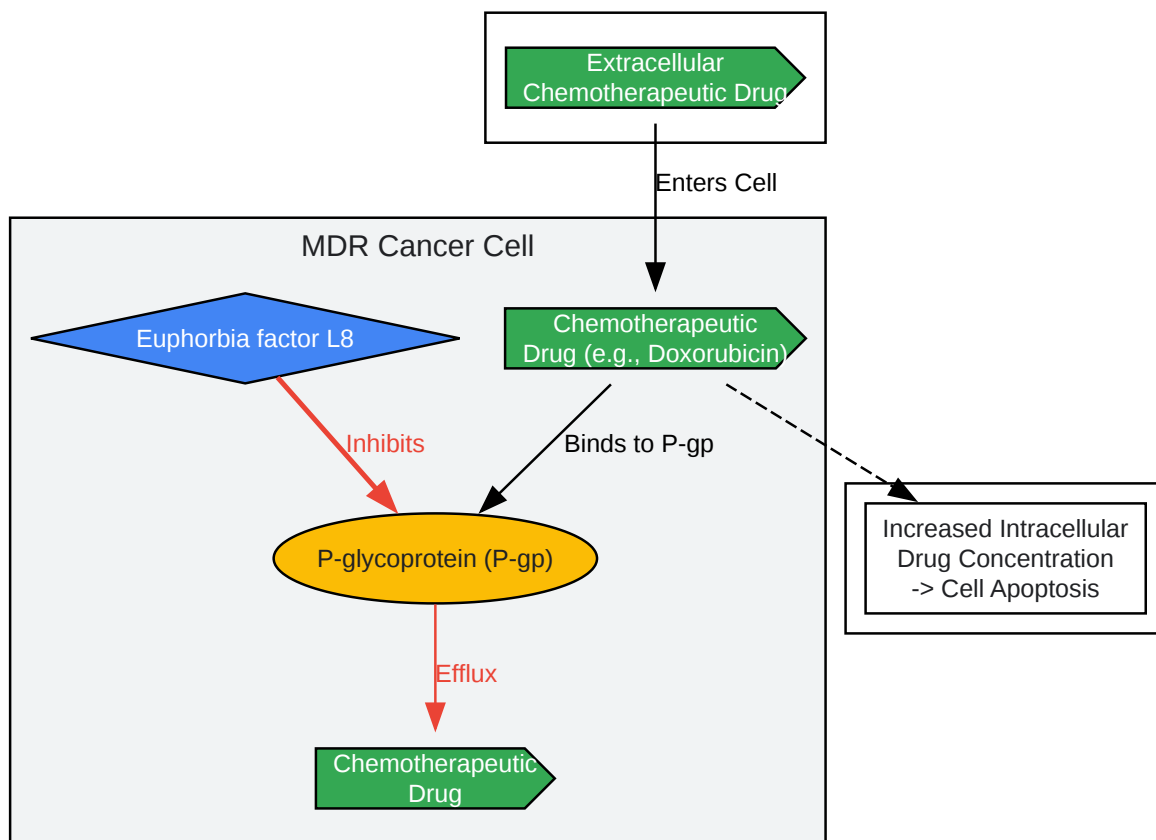 Extracellular
Chemotherapeutic Drug
Enters Cell
MDR Cancer Cell
Euphorbia factor L8
Chemotherapeutic
Drug (e.g., Doxorubicin)
Inhibits
Binds to P-gp
P-glycoprotein (P-gp)
Increased Intracellular
Drug Concentration
-> Cell Apoptosis
Efflux
Chemotherapeutic
Drug